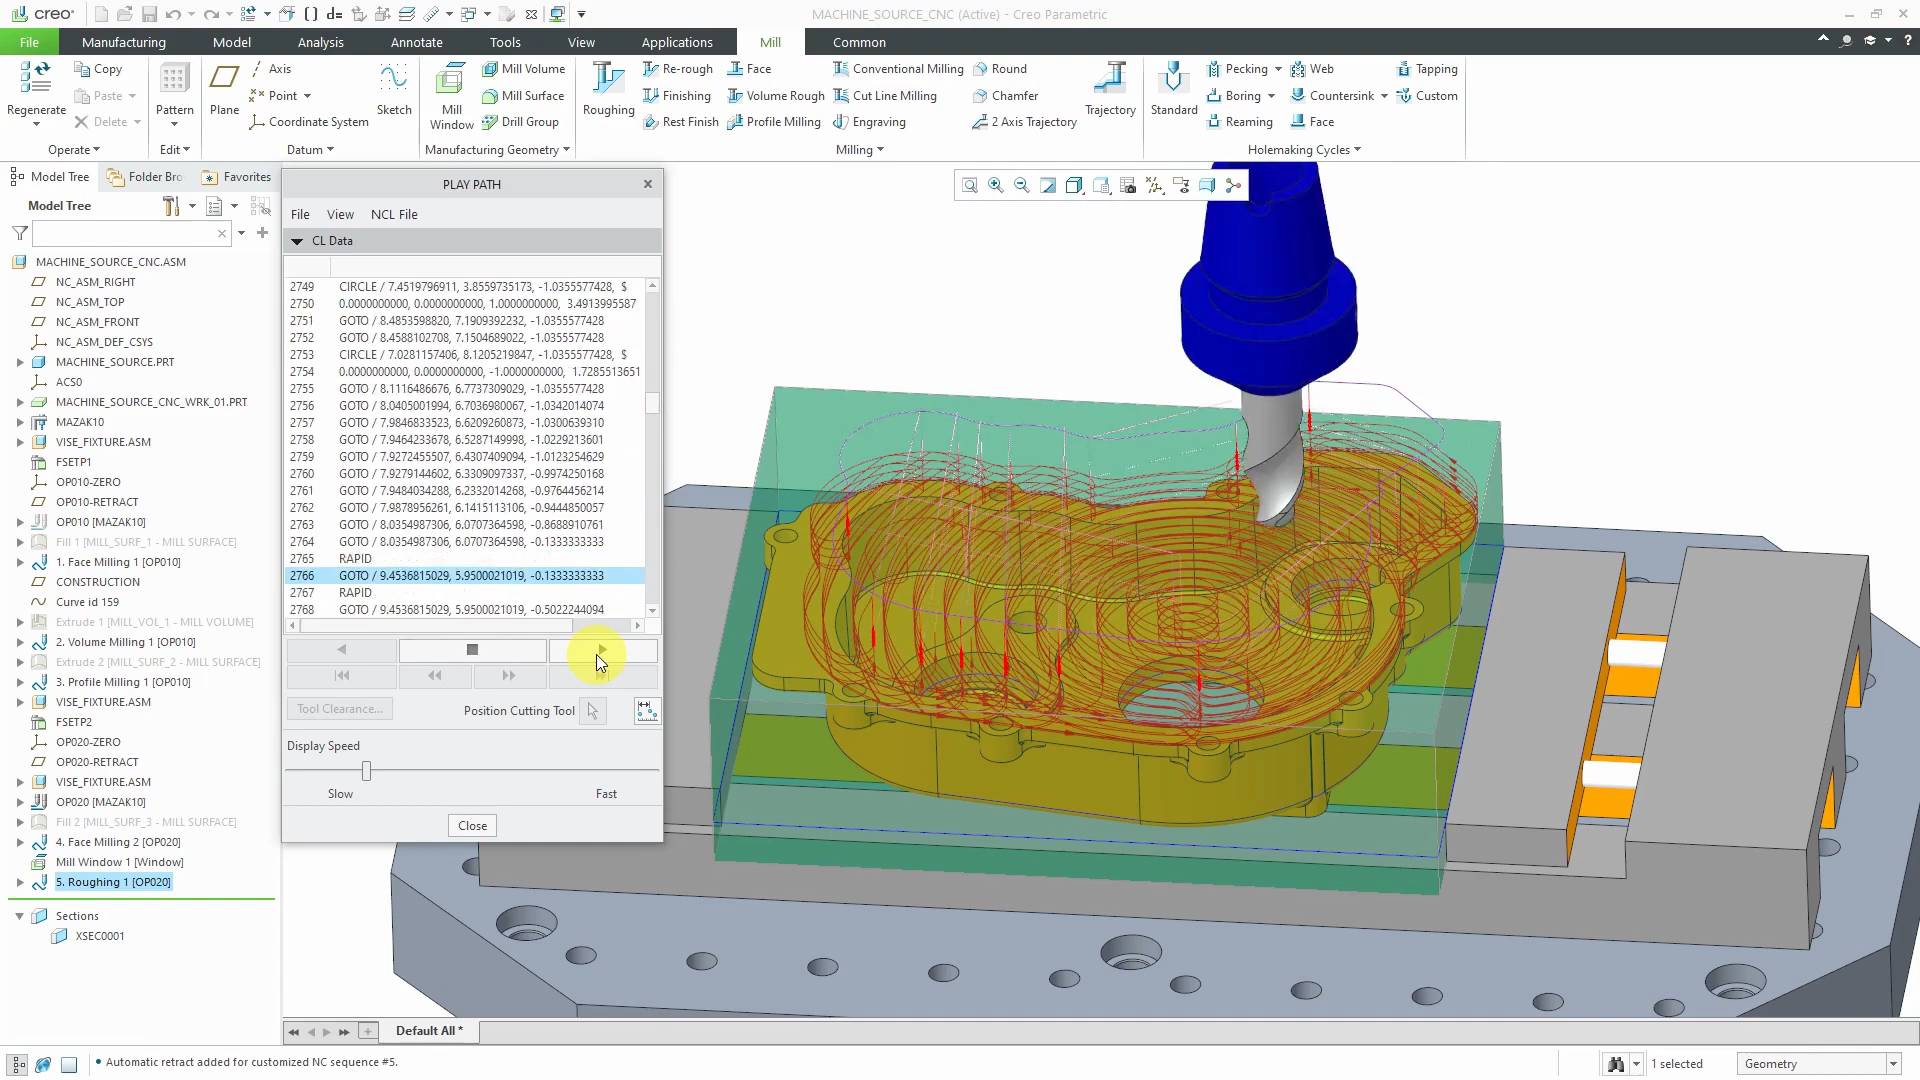 creo
MACHINE_SOURCE_CNC (Active) - Creo Parametric
File
Manufacturing
Model
Analysis
Annotate
Tools
View
Applications
Mill
Common
Regenerate
Copy
Paste
Delete
Operate
Pattern
Edit
Plane
Axis
Point
Coordinate System
Sketch
Datum
Mill Window
Mill Volume
Mill Surface
Drill Group
Manufacturing Geometry
Roughing
Re-rough
Finishing
Rest Finish
Face
Volume Rough
Profile Milling
Conventional Milling
Cut Line Milling
Engraving
Round
Chamfer
2 Axis Trajectory
Trajectory
Milling
Standard
Pecking
Boring
Reaming
Web
Countersink
Face
Tapping
Custom
Holemaking Cycles
Model Tree
Folder Bro
Favorites
Model Tree
MACHINE_SOURCE_CNC.ASM
NC_ASM_RIGHT
NC_ASM_TOP
NC_ASM_FRONT
NC_ASM_DEF_CSYS
MACHINE_SOURCE.PRT
ACS0
MACHINE_SOURCE_CNC_WRK_01.PRT
MAZAK10
VISE_FIXTURE.ASM
FSETP1
OP010-ZERO
OP010-RETRACT
OP010 [MAZAK10]
Fill 1 [MILL_SURF_1 - MILL SURFACE]
1. Face Milling 1 [OP010]
CONSTRUCTION
Curve id 159
Extrude 1 [MILL_VOL_1 - MILL VOLUME]
2. Volume Milling 1 [OP010]
Extrude 2 [MILL_SURF_2 - MILL SURFACE]
3. Profile Milling 1 [OP010]
VISE_FIXTURE.ASM
FSETP2
OP020-ZERO
OP020-RETRACT
VISE_FIXTURE.ASM
OP020 [MAZAK10]
Fill 2 [MILL_SURF_3 - MILL SURFACE]
4. Face Milling 2 [OP020]
Mill Window 1 [Window]
5. Roughing 1 [OP020]
Sections
XSEC0001
PLAY PATH
File View NCL File
CL Data
2749 CIRCLE / 7.4519796911, 3.8559735173, -1.0355577428, $
2750 0.0000000000, 0.0000000000, 1.0000000000, 3.4913995587
2751 GOTO / 8.4853598820, 7.1909392232, -1.0355577428
2752 GOTO / 8.4588102708, 7.1504689022, -1.0355577428
2753 CIRCLE / 7.0281157406, 8.1205219847, -1.0355577428, $
2754 0.0000000000, 0.0000000000, -1.0000000000, 1.7285513651
2755 GOTO / 8.1116486676, 6.7737309029, -1.0355577428
2756 GOTO / 8.0405001994, 6.7036980067, -1.0342014074
2757 GOTO / 7.9846833523, 6.6209260873, -1.0300639310
2758 GOTO / 7.9464233678, 6.5287149998, -1.0229213601
2759 GOTO / 7.9272455507, 6.4307409094, -1.0123254629
2760 GOTO / 7.9279144602, 6.3309097337, -0.9974250168
2761 GOTO / 7.9484034288, 6.2332014268, -0.9764456214
2762 GOTO / 7.9878956261, 6.1415113106, -0.9444850057
2763 GOTO / 8.0354987306, 6.0707364598, -0.8688910761
2764 GOTO / 8.0354987306, 6.0707364598, -0.1333333333
2765 RAPID
2766 GOTO / 9.4536815029, 5.9500021019, -0.1333333333
2767 RAPID
2768 GOTO / 9.4536815029, 5.9500021019, -0.5022244094
Tool Clearance...
Position Cutting Tool
Display Speed
Slow
Fast
Close
Default All *
• Automatic retract added for customized NC sequence #5.
1 selected
Geometry